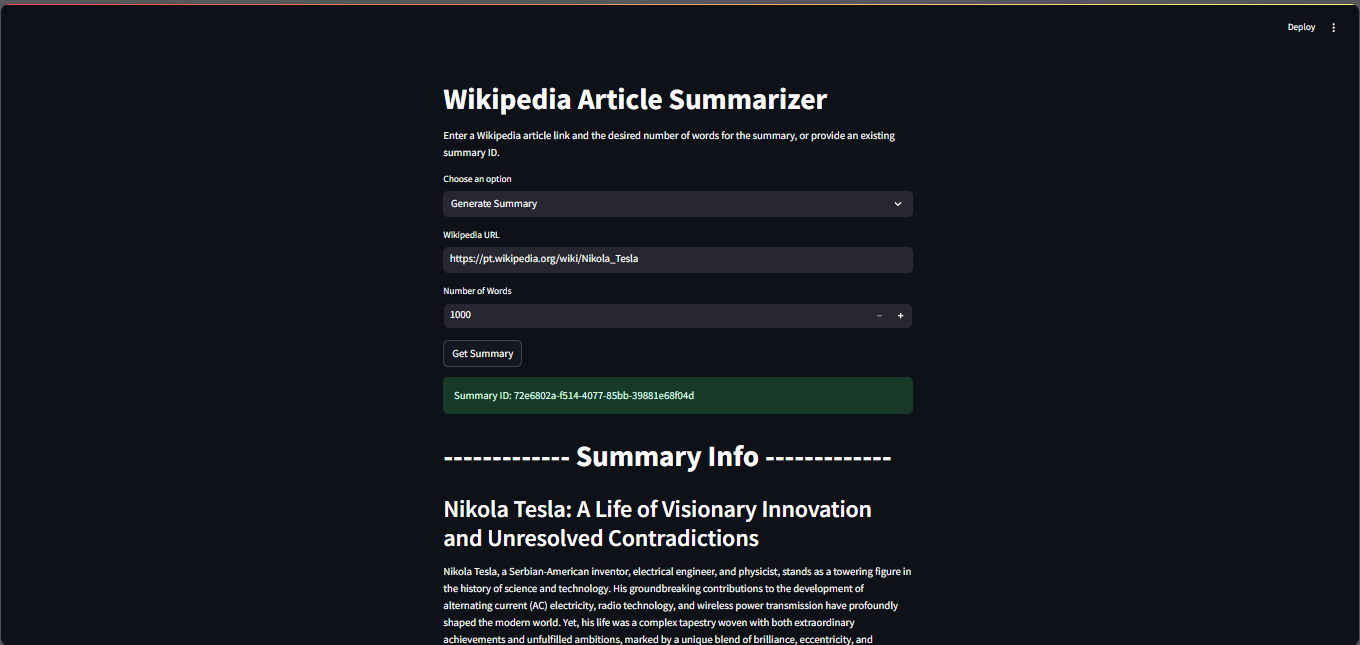 Deploy
Wikipedia Article Summarizer
Enter a Wikipedia article link and the desired number of words for the summary, or provide an existing
summary ID.
Choose an option
Generate Summary
Wikipedia URL
https://pt.wikipedia.org/wiki/Nikola_Tesla
Number of Words
1000
Get Summary
Summary ID: 72e6802a-f514-4077-85bb-39881e68f04d
------------- Summary Info -------------
Nikola Tesla: A Life of Visionary Innovation
and Unresolved Contradictions
Nikola Tesla, a Serbian-American inventor, electrical engineer, and physicist, stands as a towering figure in
the history of science and technology. His groundbreaking contributions to the development of
alternating current (AC) electricity, radio technology, and wireless power transmission have profoundly
shaped the modern world. Yet, his life was a complex tapestry woven with both extraordinary
achievements and unfulfilled ambitions, marked by a unique blend of brilliance, eccentricity, and